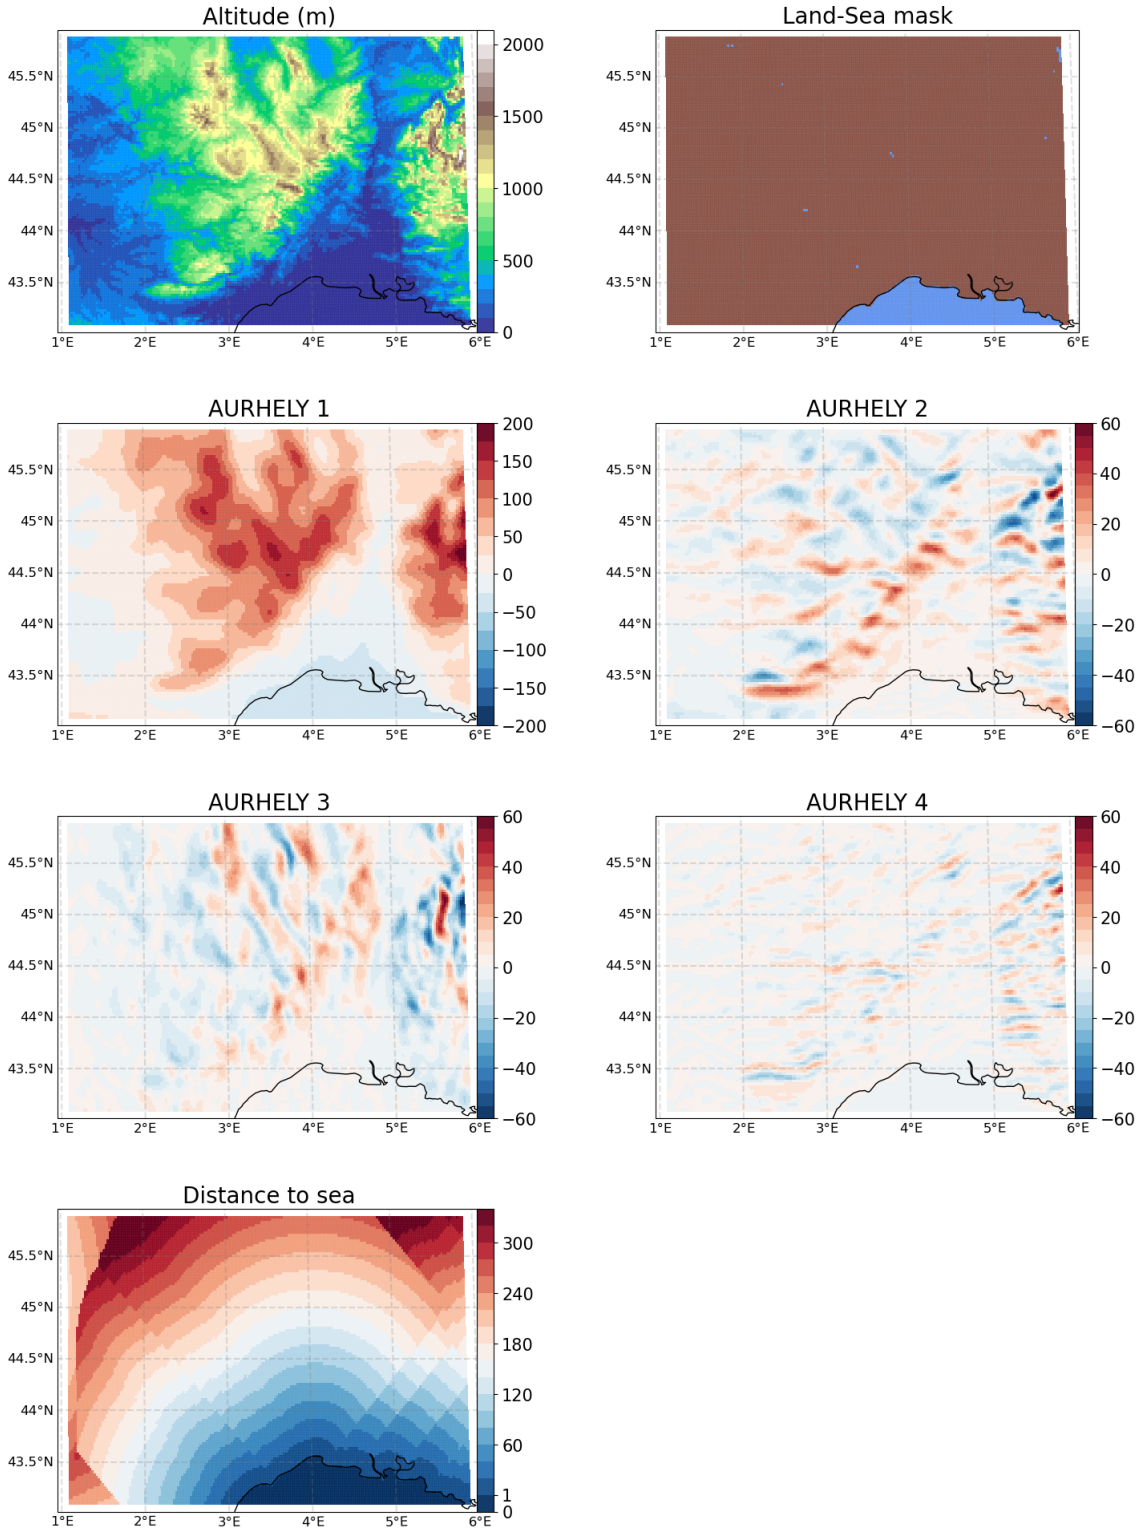 Altitude (m)
45.5°N
45°N
44.5°N
44°N
43.5°N
1°E 2°E 3°E 4°E 5°E 6°E
2000
1500
1000
500
0
Land-Sea mask
45.5°N
45°N
44.5°N
44°N
43.5°N
1°E 2°E 3°E 4°E 5°E 6°E
AURHELY 1
45.5°N
45°N
44.5°N
44°N
43.5°N
1°E 2°E 3°E 4°E 5°E 6°E
200
150
100
50
0
−50
−100
−150
−200
AURHELY 2
45.5°N
45°N
44.5°N
44°N
43.5°N
1°E 2°E 3°E 4°E 5°E 6°E
60
40
20
0
−20
−40
−60
AURHELY 3
45.5°N
45°N
44.5°N
44°N
43.5°N
1°E 2°E 3°E 4°E 5°E 6°E
60
40
20
0
−20
−40
−60
AURHELY 4
45.5°N
45°N
44.5°N
44°N
43.5°N
1°E 2°E 3°E 4°E 5°E 6°E
60
40
20
0
−20
−40
−60
Distance to sea
45.5°N
45°N
44.5°N
44°N
43.5°N
1°E 2°E 3°E 4°E 5°E 6°E
300
240
180
120
60
1
0